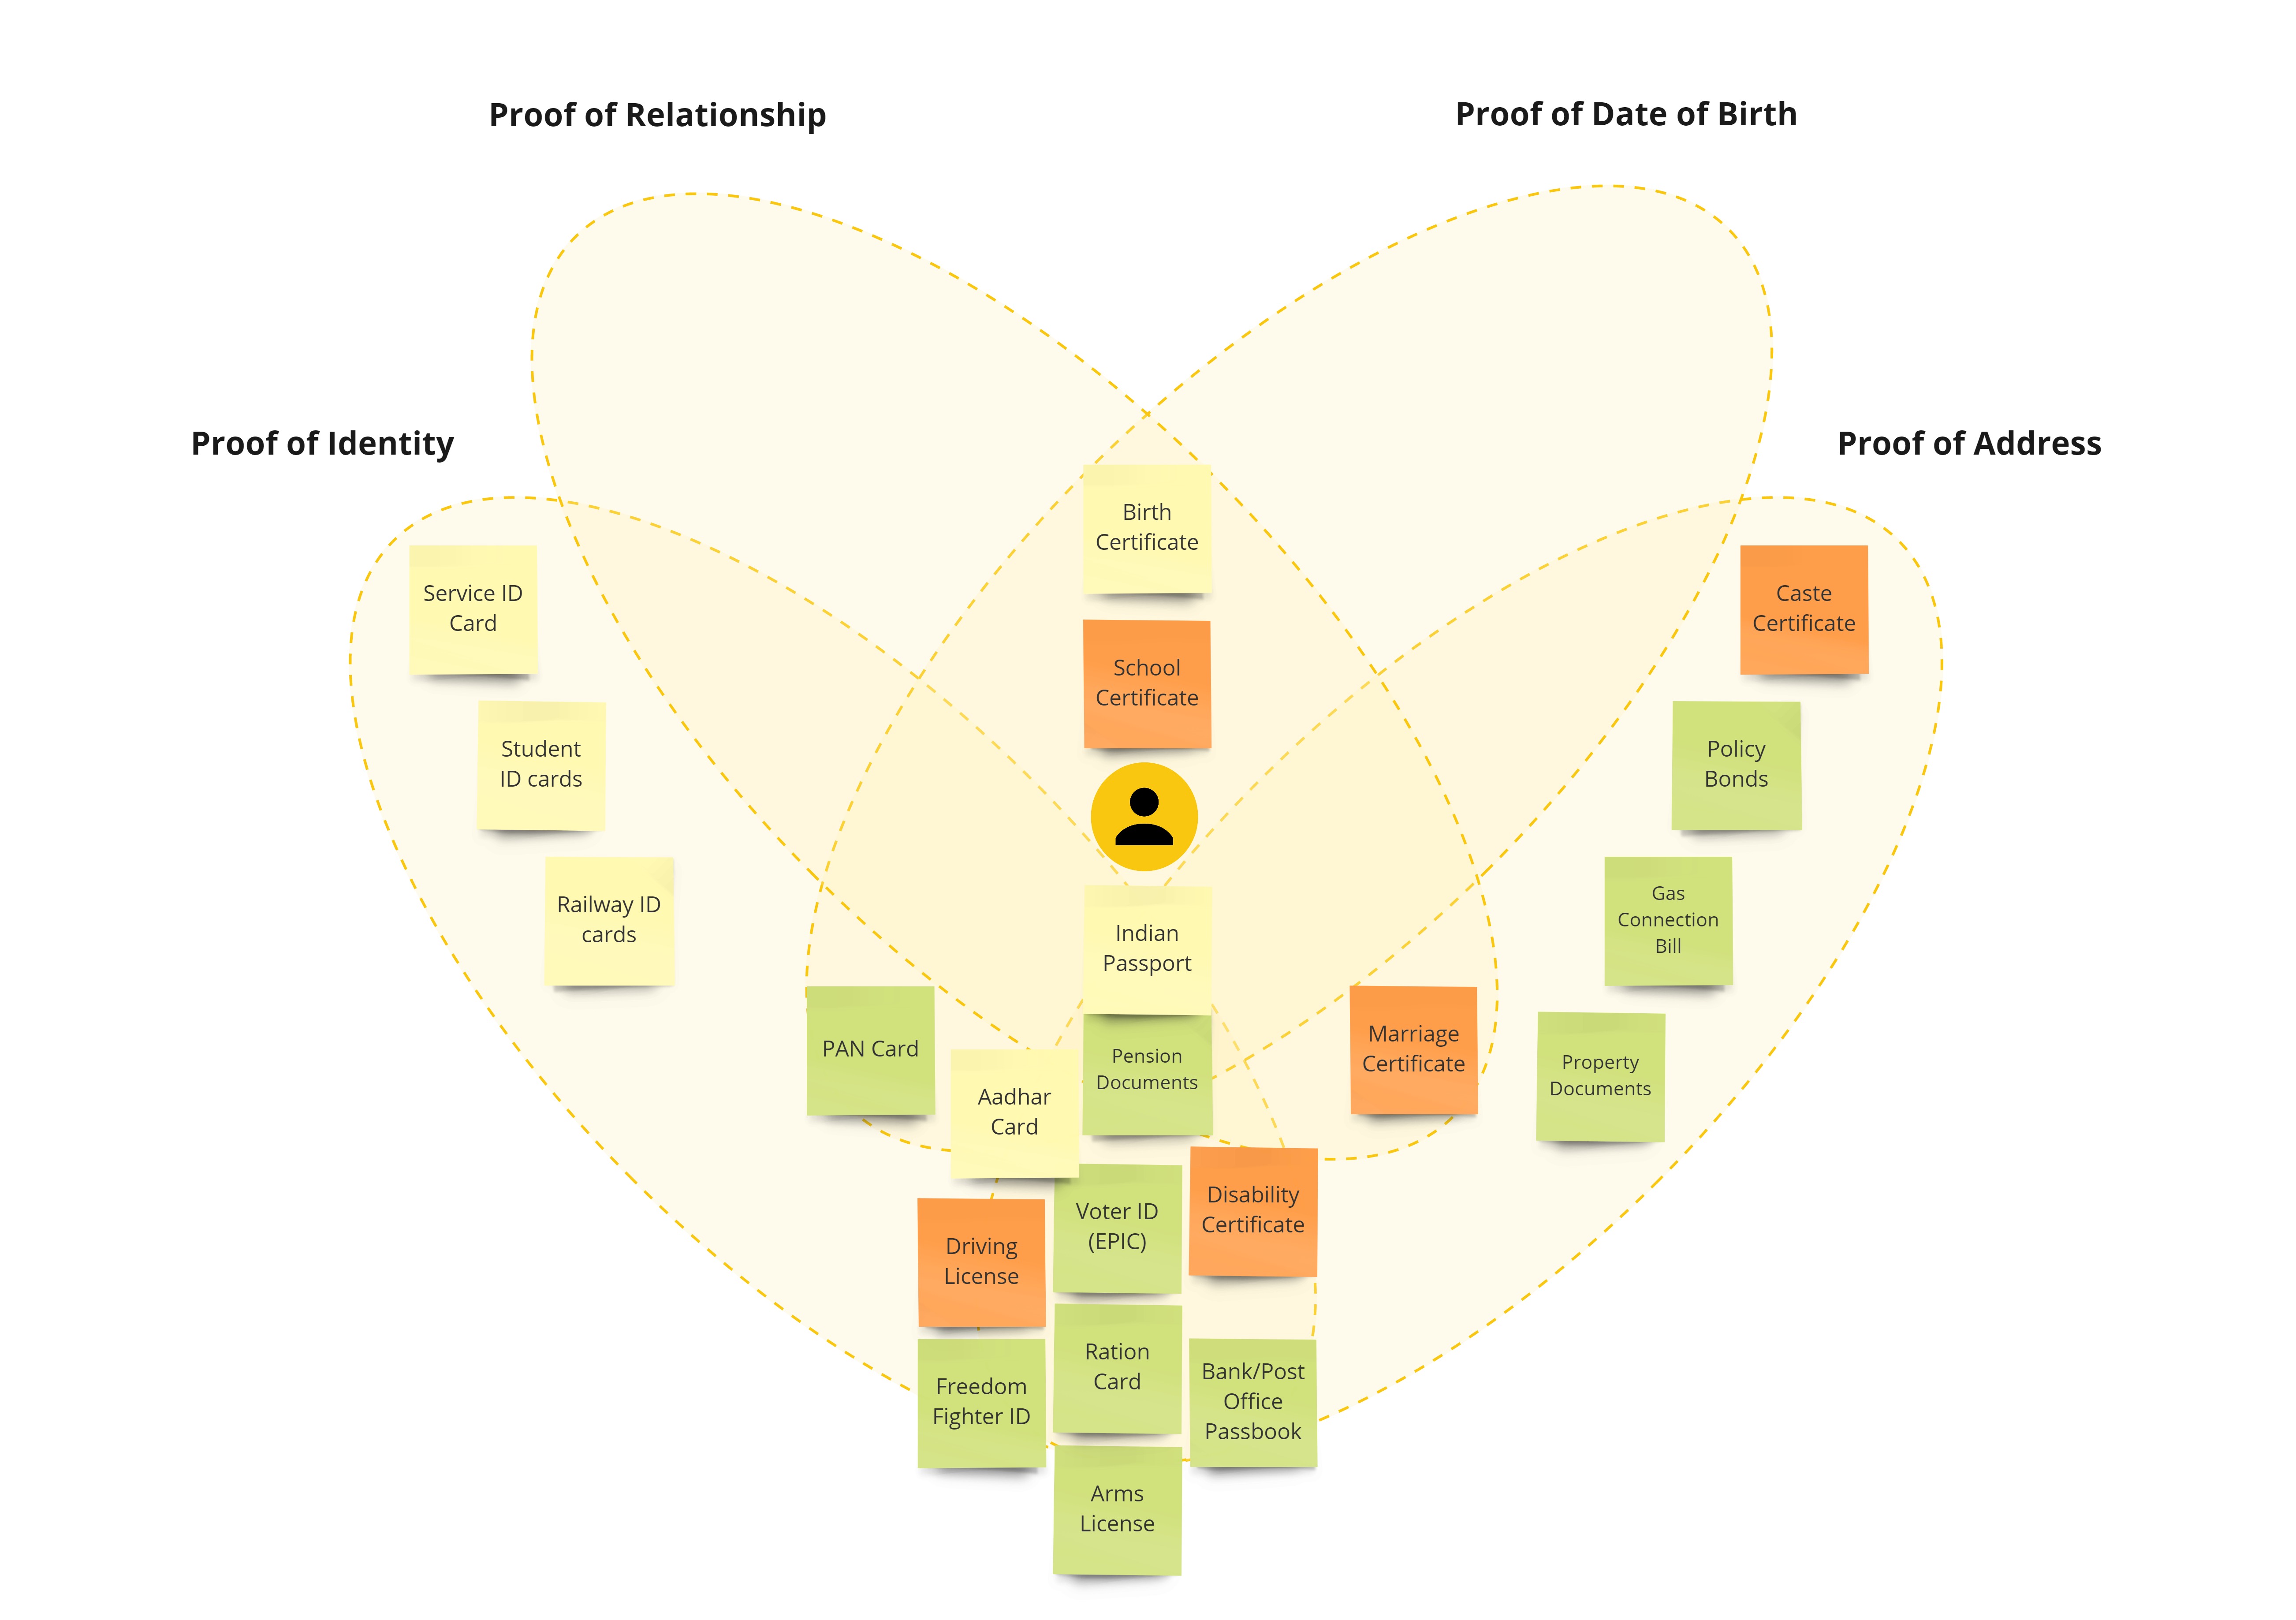 Proof of Relationship
Proof of Date of Birth
Proof of Identity
Proof of Address
Birth
Certificate
Service ID
Card
Caste
Certificate
School
Certificate
Student
ID cards
Policy
Bonds
Railway ID
cards
Gas
Connection
Bill
Indian
Passport
PAN Card
Marriage
Certificate
Pension
Documents
Property
Documents
Aadhar
Card
Voter ID
(EPIC)
Disability
Certificate
Driving
License
Ration
Card
Freedom
Fighter ID
Bank/Post
Office
Passbook
Arms
License